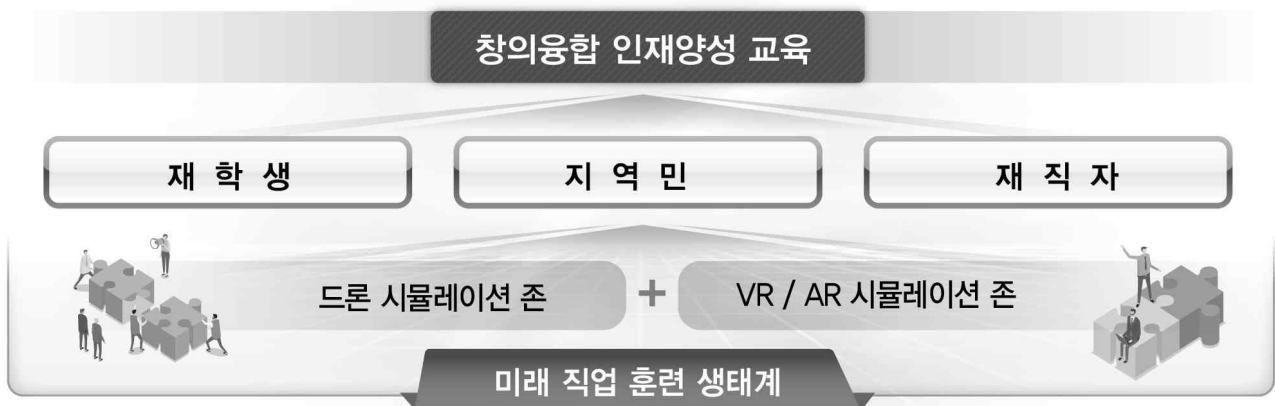 창의융합 인재양성 교육
재 학 생
지 역 민
재 직 자
드론 시뮬레이션 존
+
VR / AR 시뮬레이션 존
미래 직업 훈련 생태계